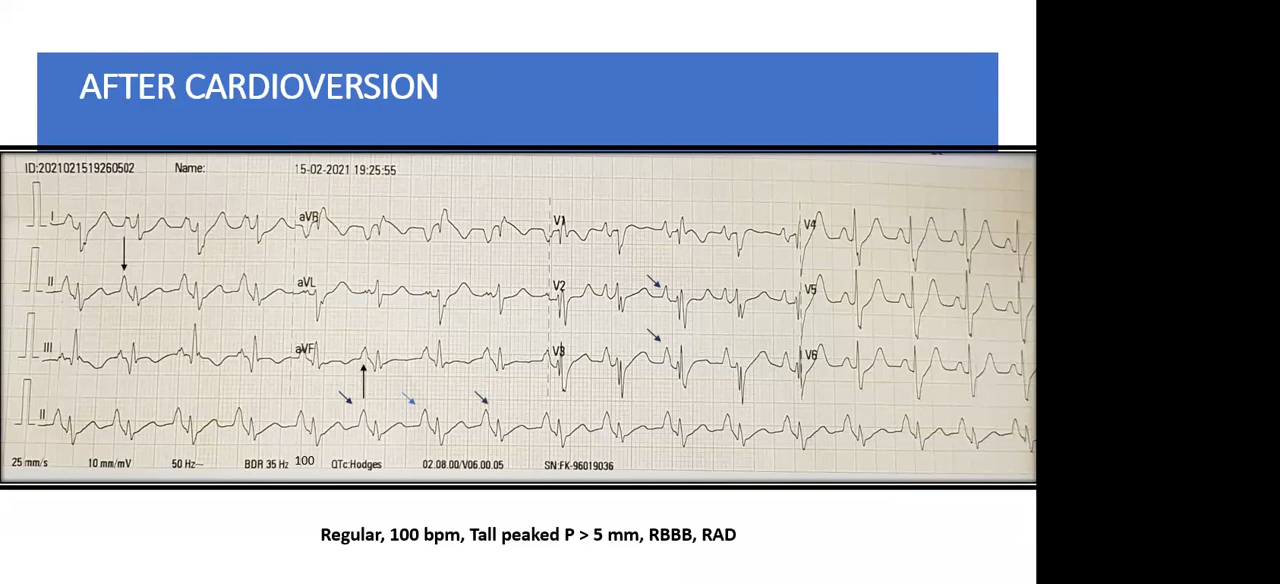 AFTER CARDIOVERSION
ID:2021021519260502 Name: 15-02-2021 19:25:55
I aVR V1 V4
II aVL V2 V5
III aVF V3 V6
II
25 mm/s 10 mm/mV 50 Hz~ BDR 35 Hz 100 QTc:Hodges 02.08.00/V06.00.05 SN:FK-96019036
Regular, 100 bpm, Tall peaked P > 5 mm, RBBB, RAD